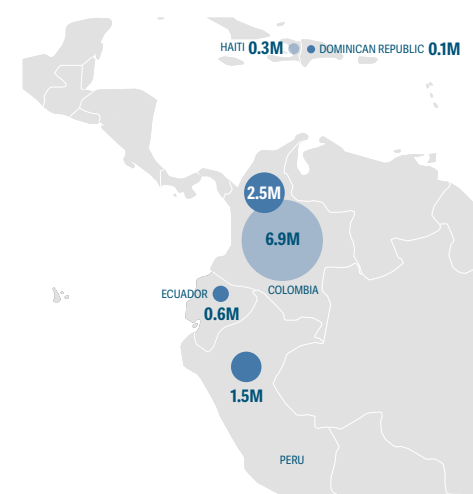 HAITI 0.3M
DOMINICAN REPUBLIC 0.1M
2.5M
6.9M
COLOMBIA
ECUADOR
0.6M
1.5M
PERU